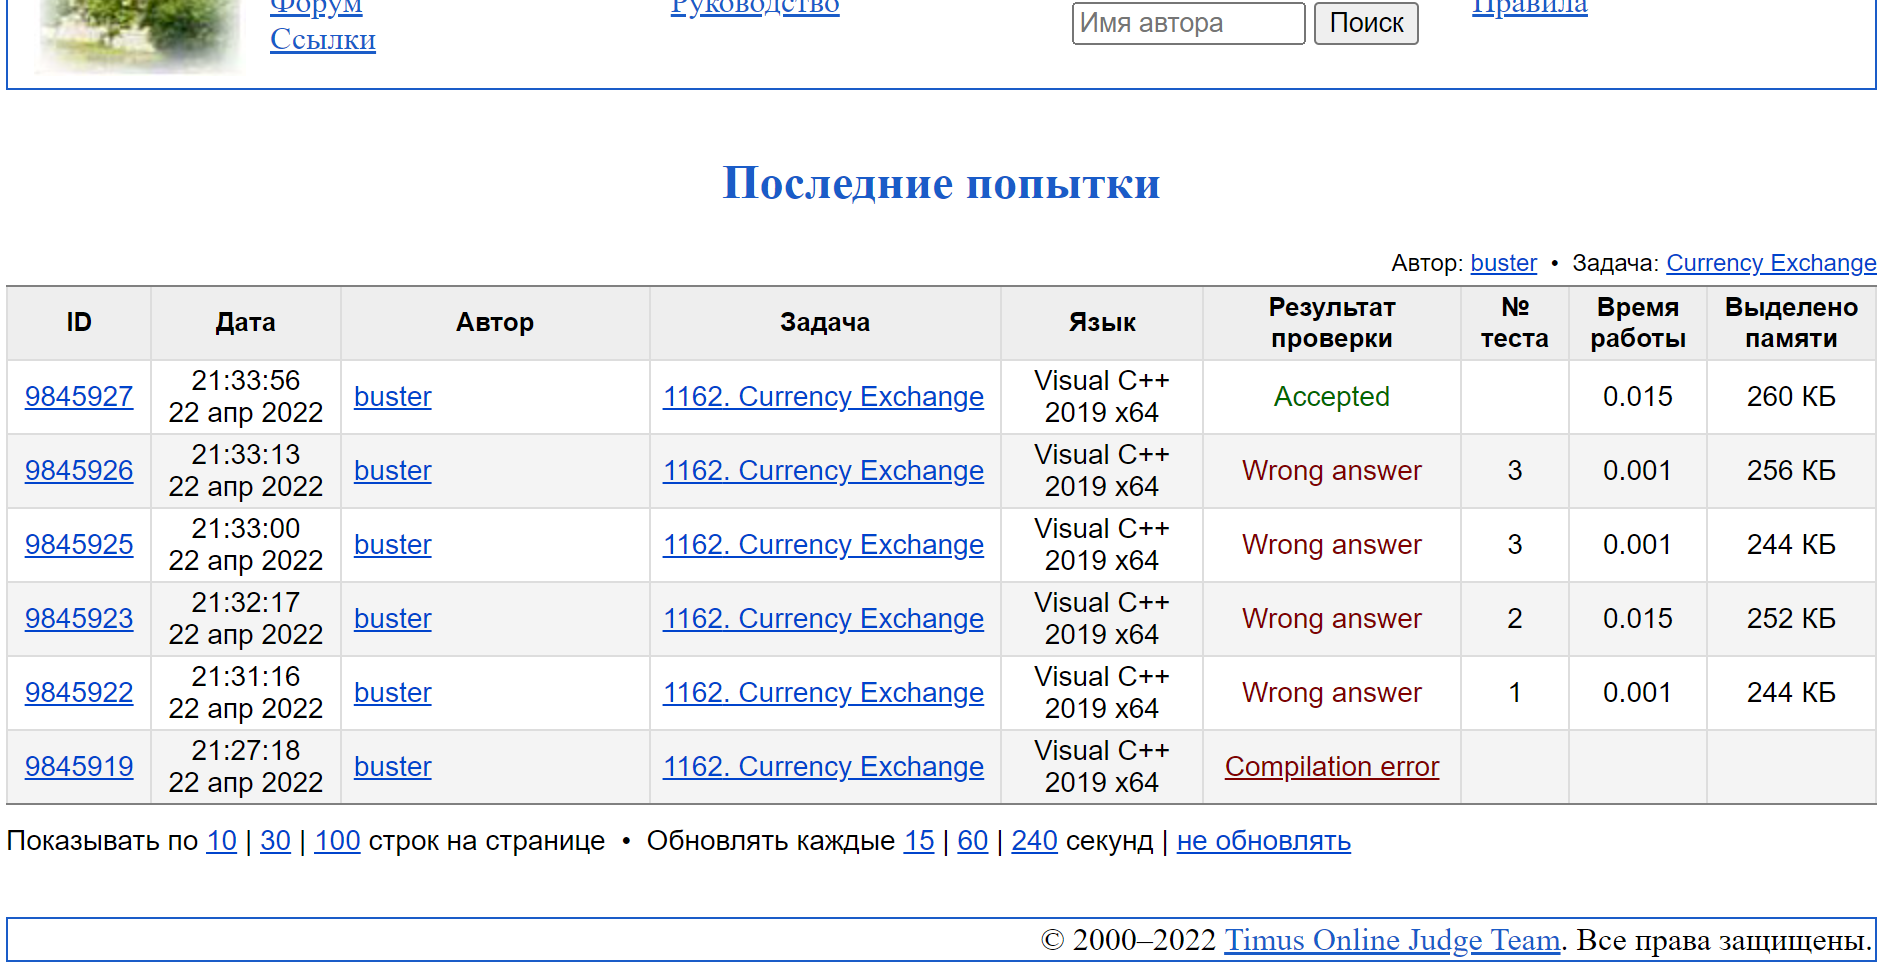 Форум
Руководство
Правила
Ссылки
Имя автора
Поиск
Последние попытки
Автор: buster • Задача: Currency Exchange
ID Дата Автор Задача Язык Результат проверки № теста Время работы Выделено памяти
9845927 21:33:56 22 апр 2022 buster 1162. Currency Exchange Visual C++ 2019 x64 Accepted 0.015 260 КБ
9845926 21:33:13 22 апр 2022 buster 1162. Currency Exchange Visual C++ 2019 x64 Wrong answer 3 0.001 256 КБ
9845925 21:33:00 22 апр 2022 buster 1162. Currency Exchange Visual C++ 2019 x64 Wrong answer 3 0.001 244 КБ
9845923 21:32:17 22 апр 2022 buster 1162. Currency Exchange Visual C++ 2019 x64 Wrong answer 2 0.015 252 КБ
9845922 21:31:16 22 апр 2022 buster 1162. Currency Exchange Visual C++ 2019 x64 Wrong answer 1 0.001 244 КБ
9845919 21:27:18 22 апр 2022 buster 1162. Currency Exchange Visual C++ 2019 x64 Compilation error
Показывать по 10 | 30 | 100 строк на странице • Обновлять каждые 15 | 60 | 240 секунд | не обновлять
© 2000–2022 Timus Online Judge Team. Все права защищены.